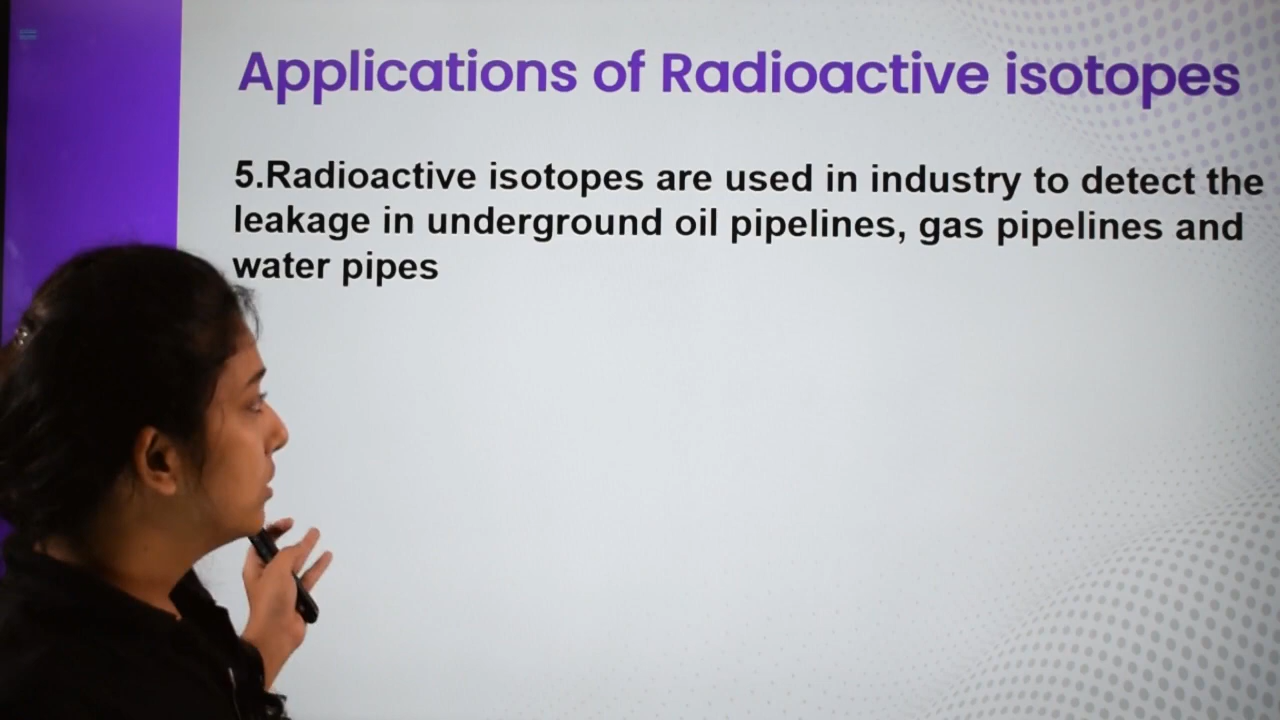 Applications of Radioactive isotopes
5.Radioactive isotopes are used in industry to detect the
leakage in underground oil pipelines, gas pipelines and
water pipes